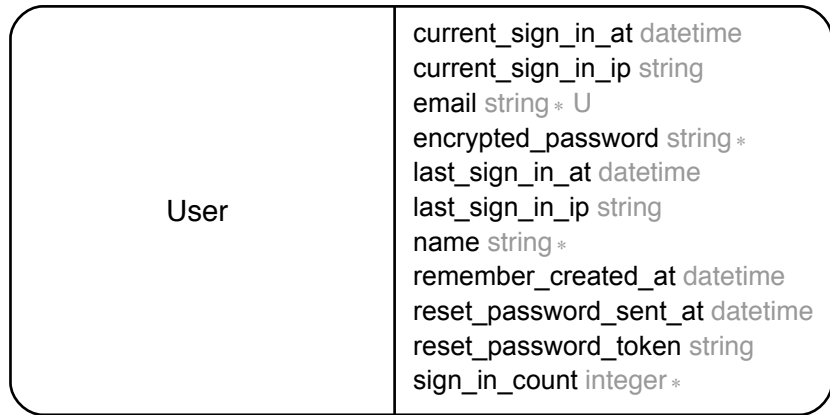 User
current_sign_in_at datetime
current_sign_in_ip string
email string ∗ U
encrypted_password string ∗
last_sign_in_at datetime
last_sign_in_ip string
name string ∗
remember_created_at datetime
reset_password_sent_at datetime
reset_password_token string
sign_in_count integer ∗